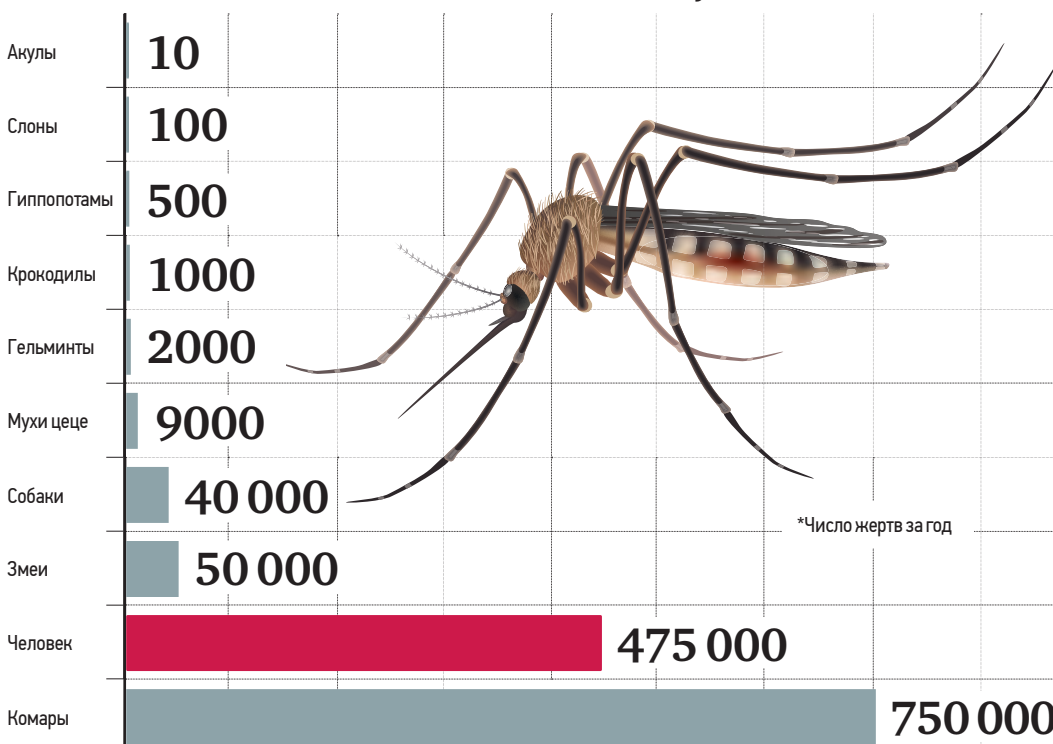 Акулы 10
Слоны 100
Гиппопотамы 500
Крокодилы 1000
Гельминты 2000
Мухи цеце 9000
Собаки 40 000
*Число жертв за год
Змеи 50 000
Человек 475 000
Комары 750 000